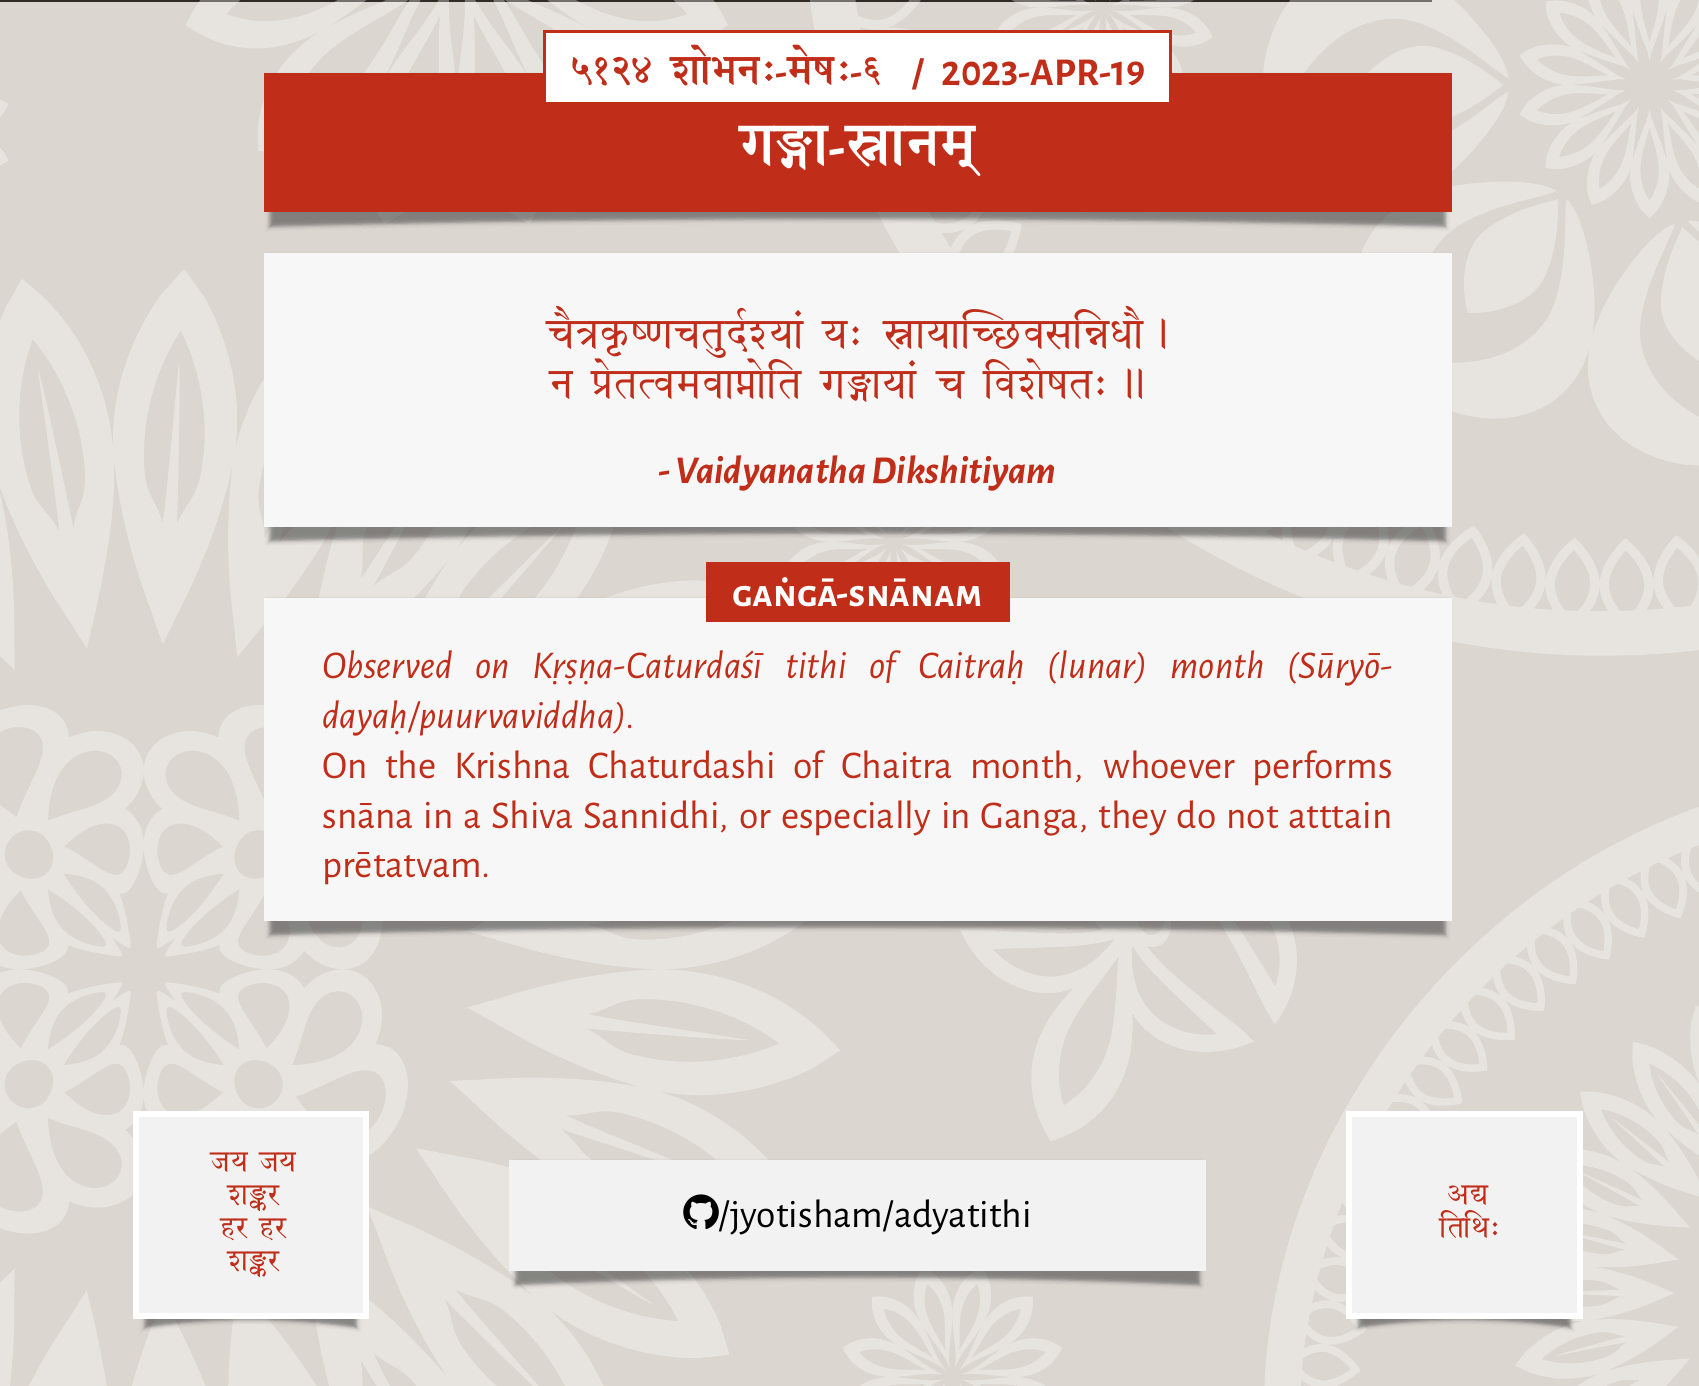 ५१२४ शोभनः-मेषः-६ / 2023-APR-19
गङ्गा-स्नानम्
चैत्रकृष्णचतुर्दश्यां यः स्नायाच्छिवसन्निधौ।
न प्रेतत्वमवाप्नोति गङ्गायां च विशेषतः॥
- Vaidyanatha Dikshitiyam
GAṄGĀ-SNĀNAM
Observed on Kṛṣṇa-Caturdaśī tithi of Caitraḥ (lunar) month (Sūryō-
dayaḥ/puurvaviddha).
On the Krishna Chaturdashi of Chaitra month, whoever performs
snāna in a Shiva Sannidhi, or especially in Ganga, they do not atttain
prētatvam.
जय जय
शङ्कर
हर हर
शङ्कर
/jyotisham/adyatithi
अद्य
तिथिः